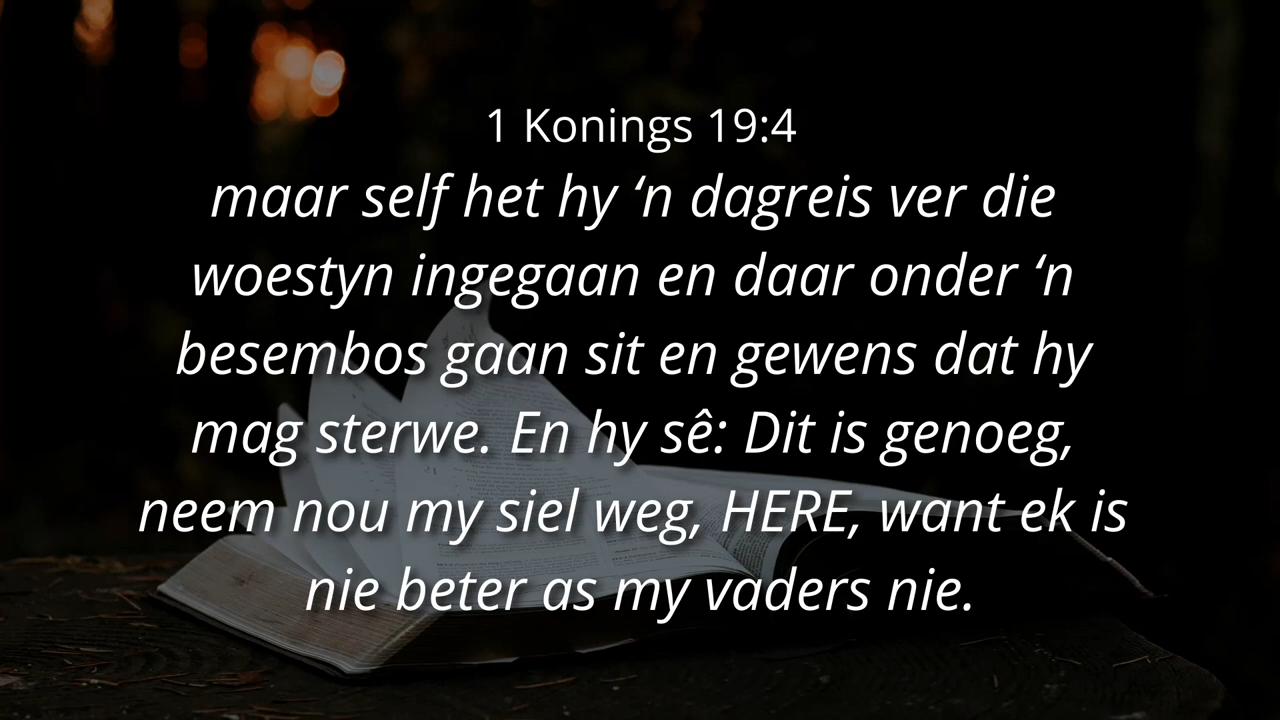 1 Konings 19:4
maar self het hy ‘n dagreis ver die
woestyn ingegaan en daar onder ‘n
besembos gaan sit en gewens dat hy
mag sterwe. En hy sê: Dit is genoeg,
neem nou my siel weg, HERE, want ek is
nie beter as my vaders nie.